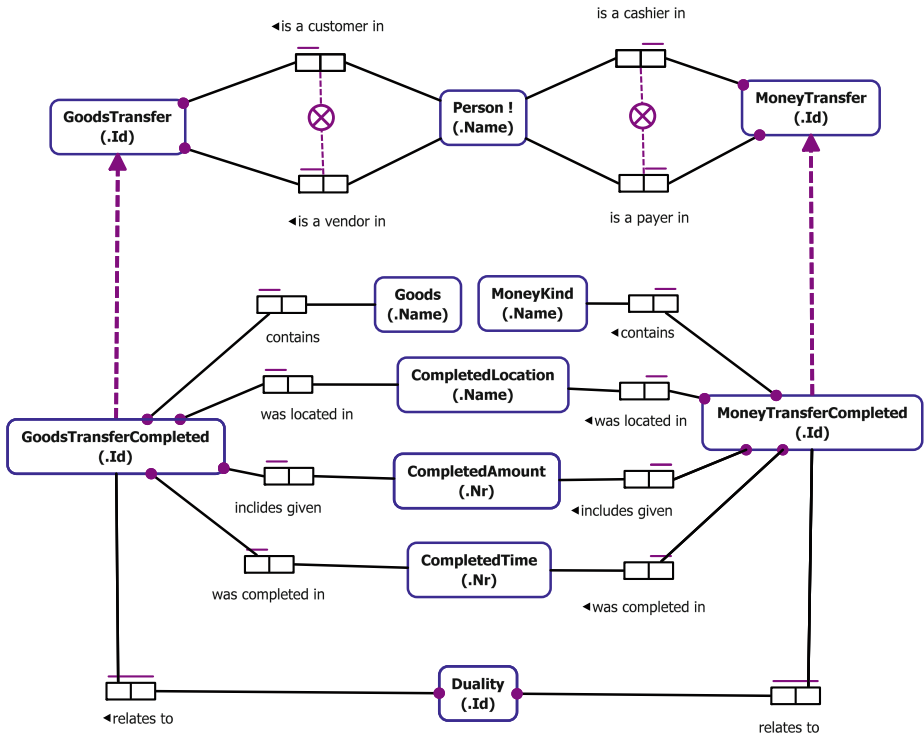 ◄is a customer in
is a cashier in
GoodsTransfer
(.Id)
Person !
(.Name)
MoneyTransfer
(.Id)
◄is a vendor in
is a payer in
Goods
(.Name)
MoneyKind
(.Name)
contains
◄contains
CompletedLocation
(.Name)
was located in
◄was located in
GoodsTransferCompleted
(.Id)
MoneyTransferCompleted
(.Id)
CompletedAmount
(.Nr)
inclides given
◄includes given
CompletedTime
(.Nr)
was completed in
◄was completed in
Duality
(.Id)
◄relates to
relates to